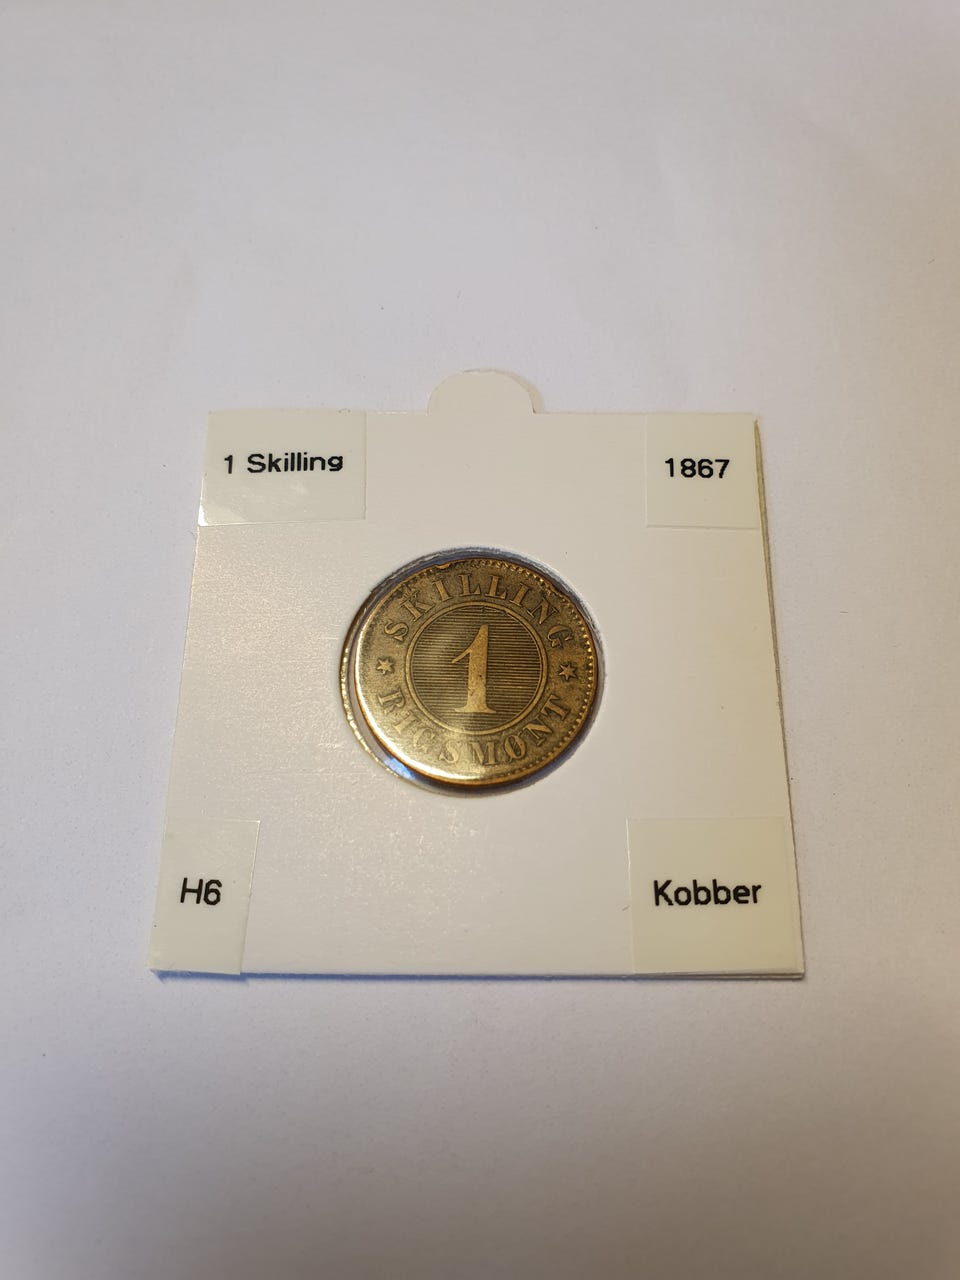 1 Skilling
1867
SKILLING
1
RIGSMØNT
H6
Kobber